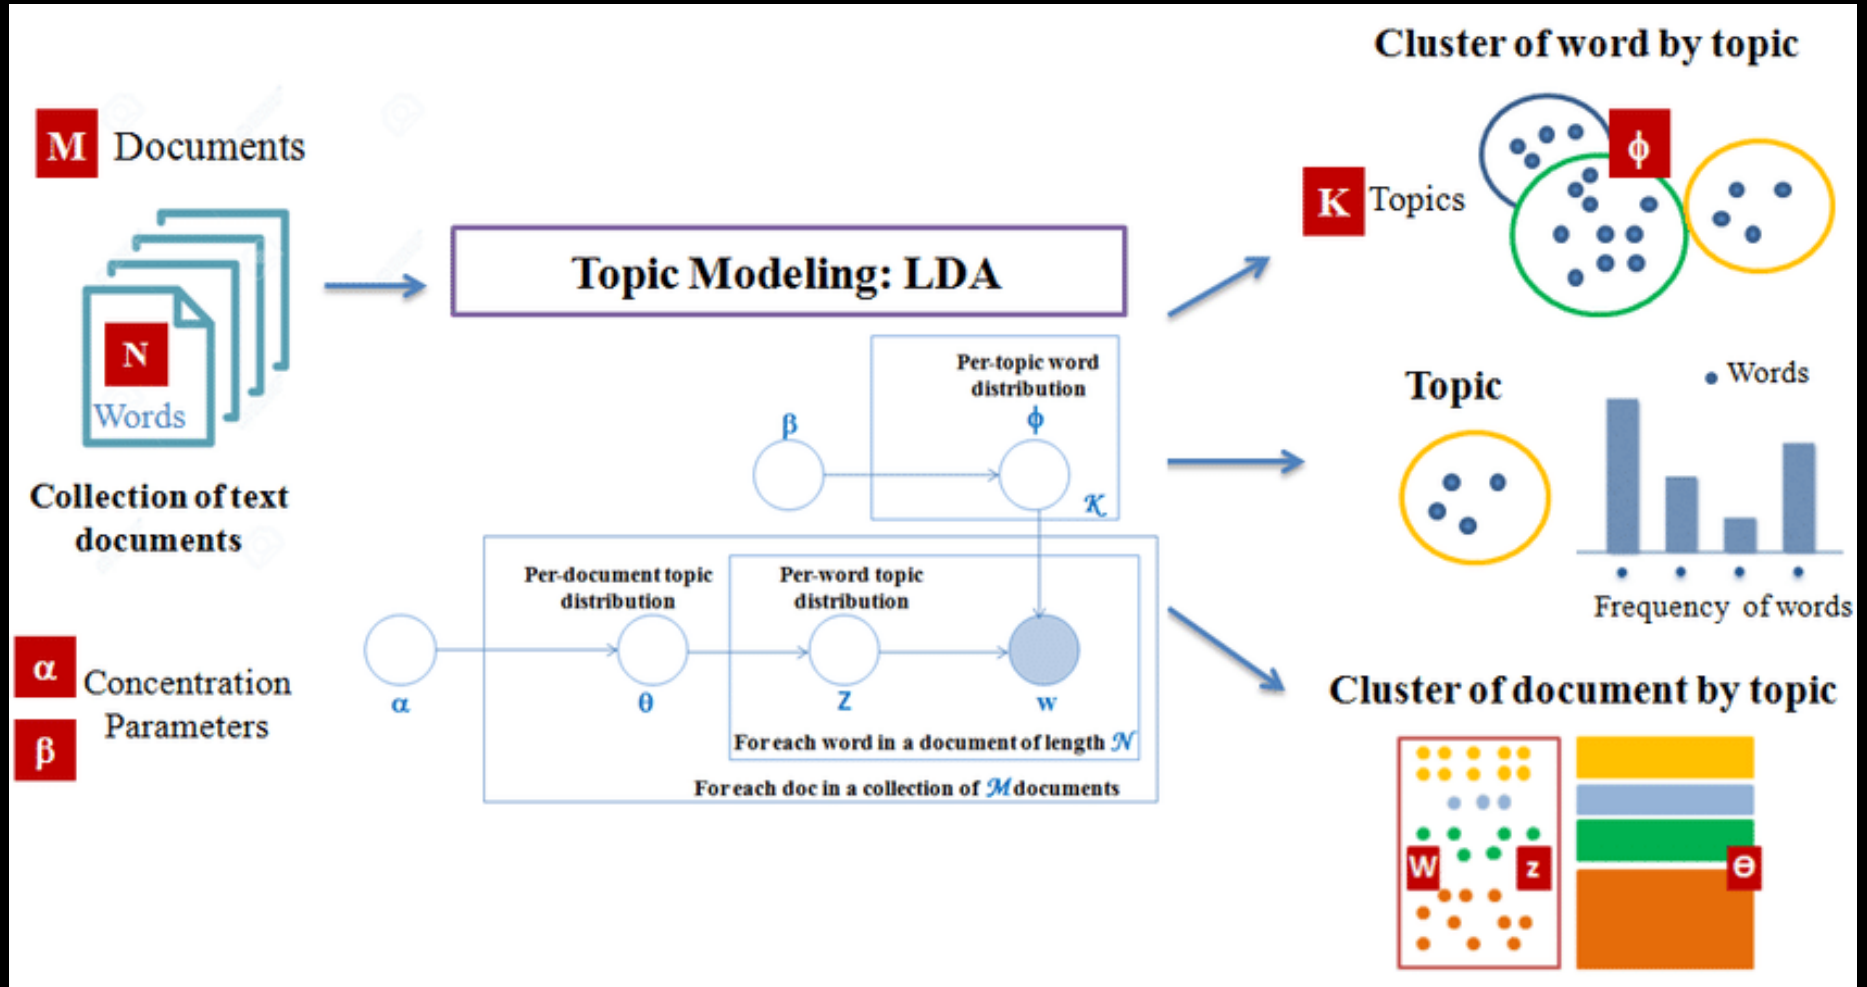 M Documents
N
Words
Collection of text
documents
α
β
Concentration
Parameters
Topic Modeling: LDA
Per-topic word
distribution
β
ϕ
K
Per-document topic
distribution
Per-word topic
distribution
α
θ
Z
w
For each word in a document of length N
For each doc in a collection of M documents
Cluster of word by topic
K Topics
ϕ
Topic
Words
Frequency of words
Cluster of document by topic
W
z
Θ